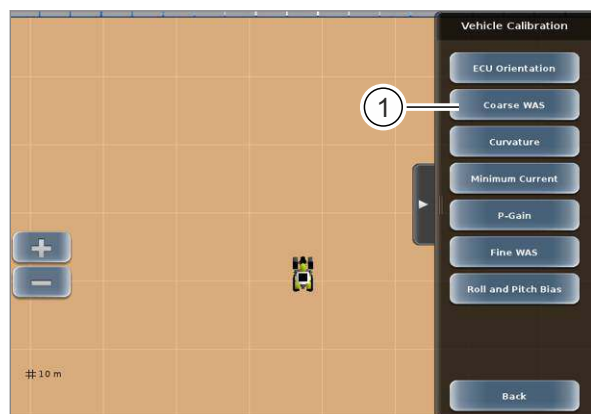 Vehicle Calibration
ECU Orientation
1
Coarse WAS
Curvature
Minimum Current
P-Gain
Fine WAS
Roll and Pitch Bias
10 m
Back